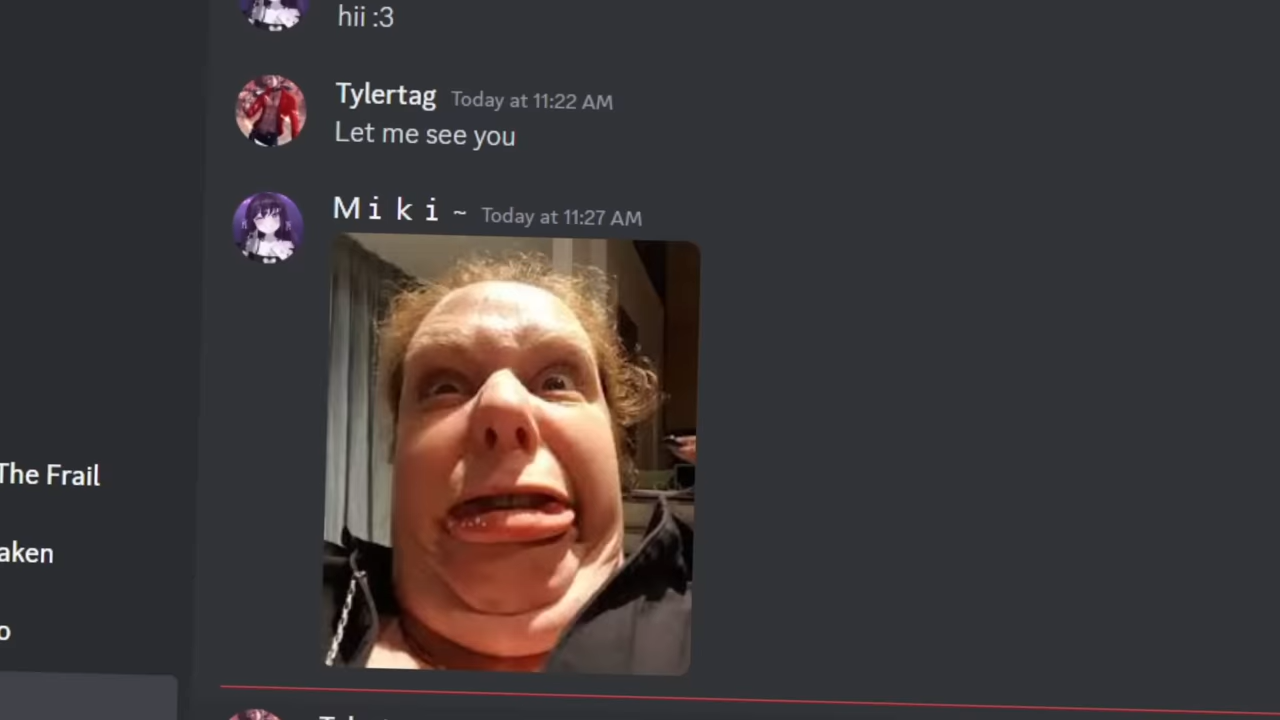 hii :3
Tylertag Today at 11:22 AM
Let me see you
M i k i ~ Today at 11:27 AM
The Frail
aken
o